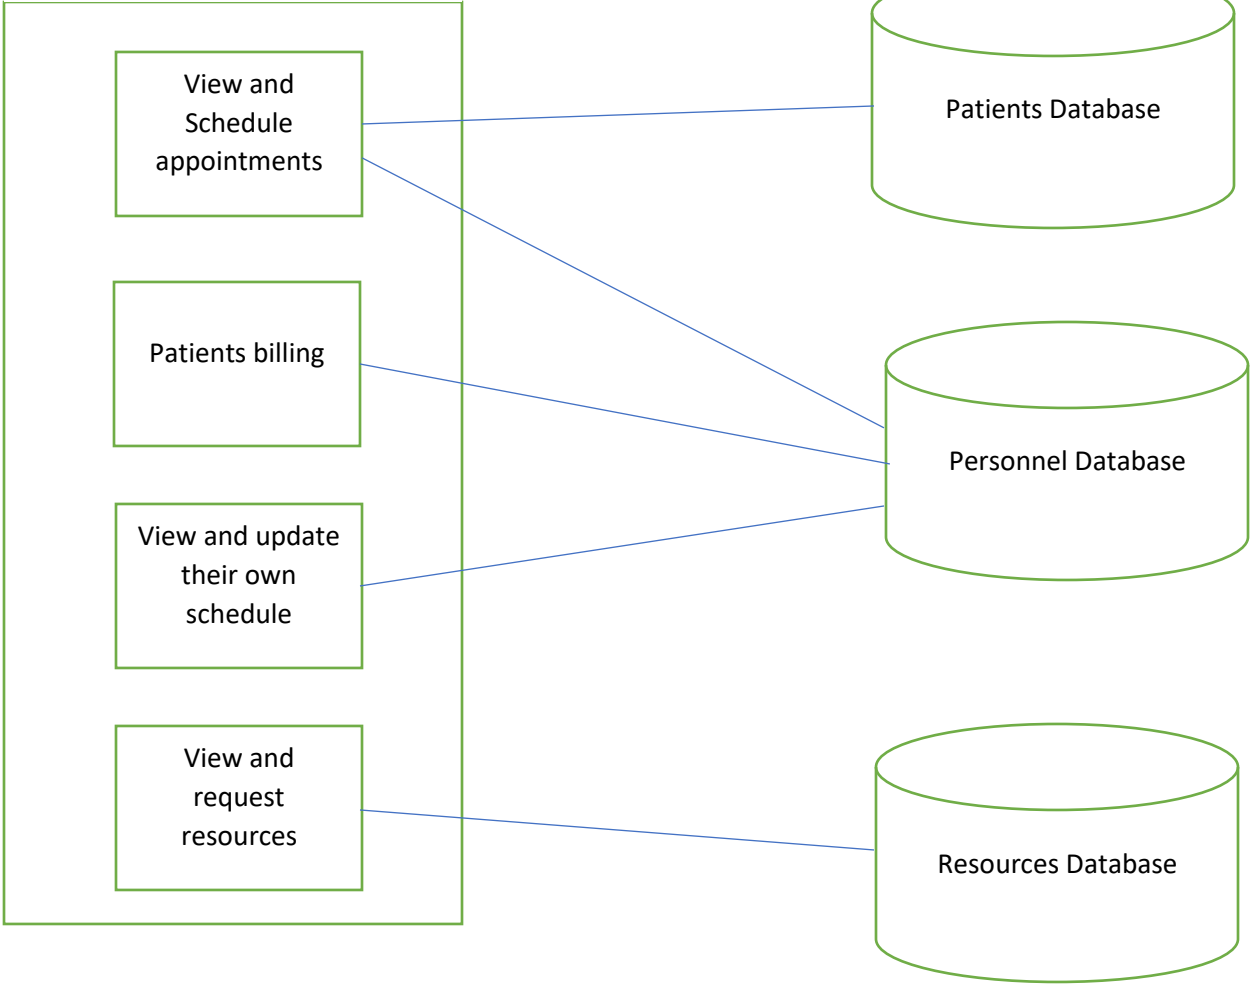 View and
Schedule
appointments
Patients Database
Patients billing
Personnel Database
View and update
their own
schedule
View and
request
resources
Resources Database